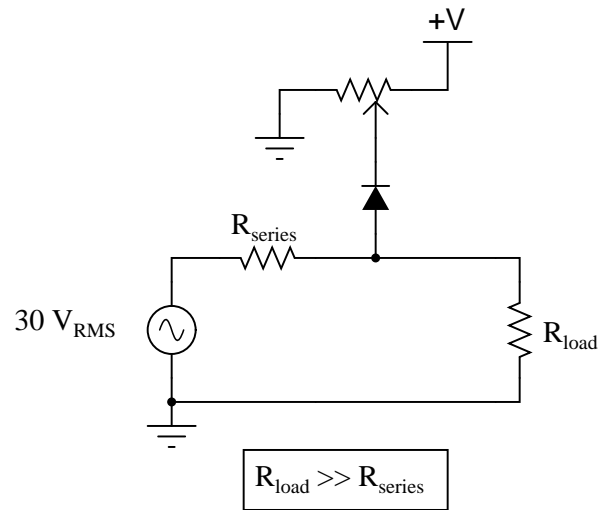 +V
R_series
30 V_RMS
R_load
R_load >> R_series